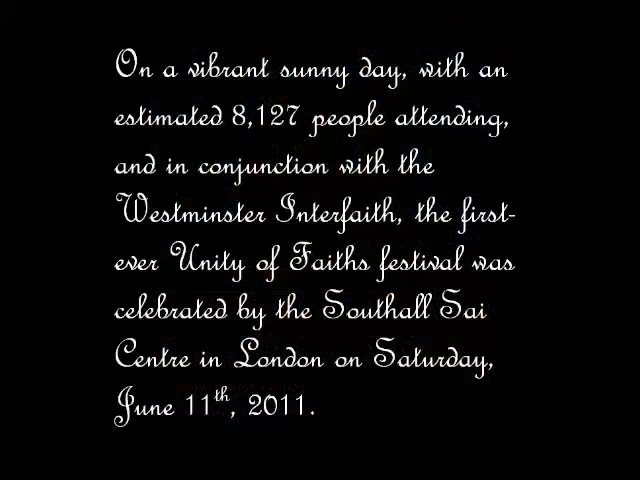 On a vibrant sunny day, with an
estimated 8,127 people attending,
and in conjunction with the
Westminster Interfaith, the first-
ever Unity of Faiths festival was
celebrated by the Southall Sai
Centre in London on Saturday,
June 11th, 2011.